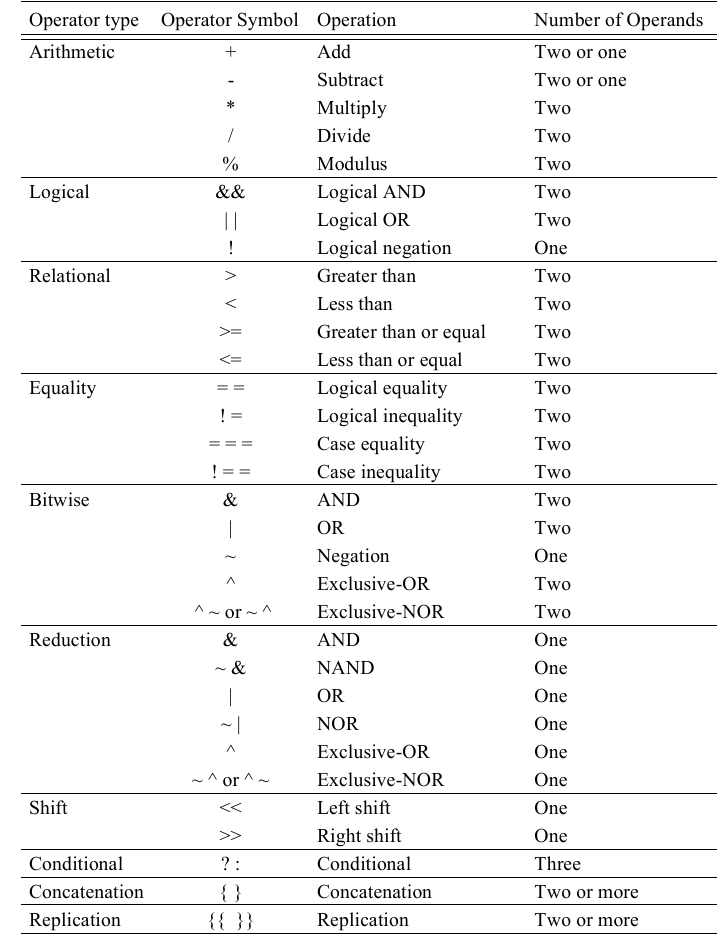 Operator type Operator Symbol Operation Number of Operands
Arithmetic + Add Two or one
- Subtract Two or one
* Multiply Two
/ Divide Two
% Modulus Two
Logical && Logical AND Two
| | Logical OR Two
! Logical negation One
Relational > Greater than Two
< Less than Two
>= Greater than or equal Two
<= Less than or equal Two
Equality = = Logical equality Two
! = Logical inequality Two
= = = Case equality Two
! = = Case inequality Two
Bitwise & AND Two
| OR Two
~ Negation One
^ Exclusive-OR Two
^ ~ or ~ ^ Exclusive-NOR Two
Reduction & AND One
~ & NAND One
| OR One
~ | NOR One
^ Exclusive-OR One
~ ^ or ^ ~ Exclusive-NOR One
Shift << Left shift One
>> Right shift One
Conditional ? : Conditional Three
Concatenation { } Concatenation Two or more
Replication {{ }} Replication Two or more